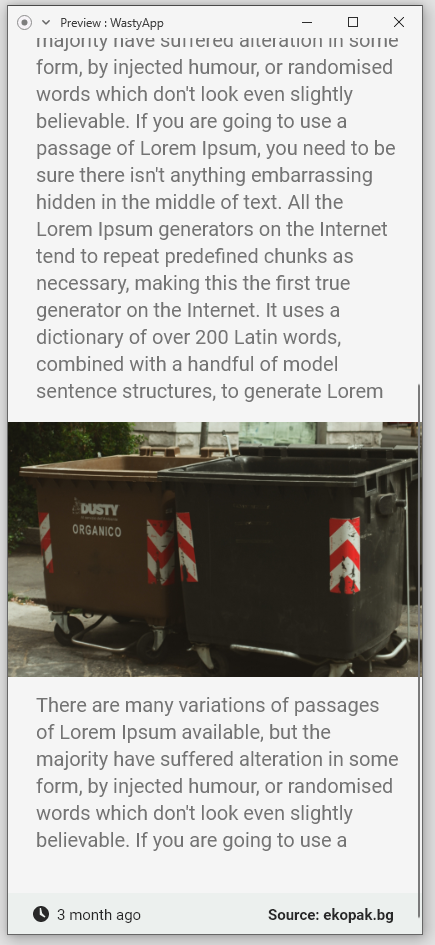 Preview : WastyApp
majority have suffered alteration in some
form, by injected humour, or randomised
words which don't look even slightly
believable. If you are going to use a
passage of Lorem Ipsum, you need to be
sure there isn't anything embarrassing
hidden in the middle of text. All the
Lorem Ipsum generators on the Internet
tend to repeat predefined chunks as
necessary, making this the first true
generator on the Internet. It uses a
dictionary of over 200 Latin words,
combined with a handful of model
sentence structures, to generate Lorem
DUSTY
ORGANICO
There are many variations of passages
of Lorem Ipsum available, but the
majority have suffered alteration in some
form, by injected humour, or randomised
words which don't look even slightly
believable. If you are going to use a
3 month ago
Source: ekopak.bg